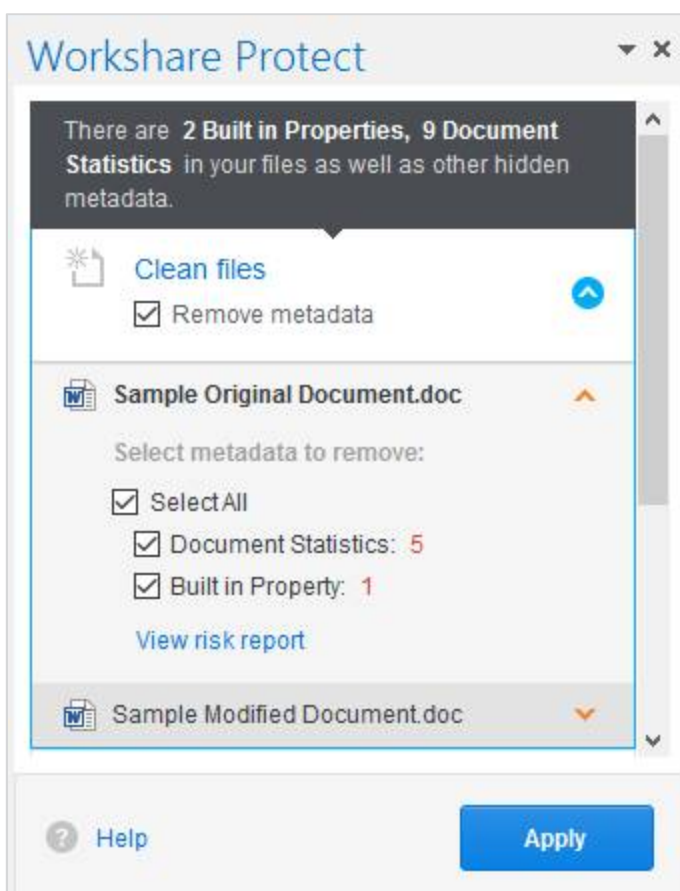 Workshare Protect
There are 2 Built in Properties, 9 Document
Statistics in your files as well as other hidden
metadata.
Clean files
Remove metadata
Sample Original Document.doc
Select metadata to remove:
Select All
Document Statistics: 5
Built in Property: 1
View risk report
Sample Modified Document.doc
Help
Apply